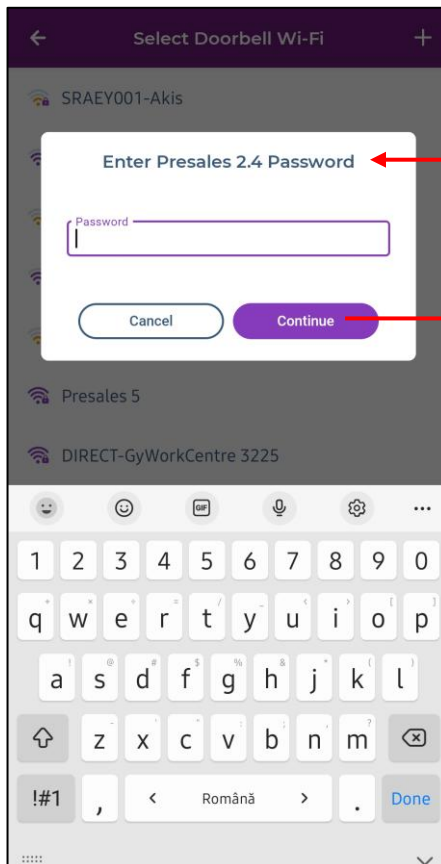 Select Doorbell Wi-Fi
SRAEY001-Akis
Enter Presales 2.4 Password
Password
Cancel
Continue
Presales 5
DIRECT-GyWorkCentre 3225
GIF
1 2 3 4 5 6 7 8 9 0
q w e r t y u i o p
a s d f g h j k l
z x c v b n m
!#1 , < Română > . Done